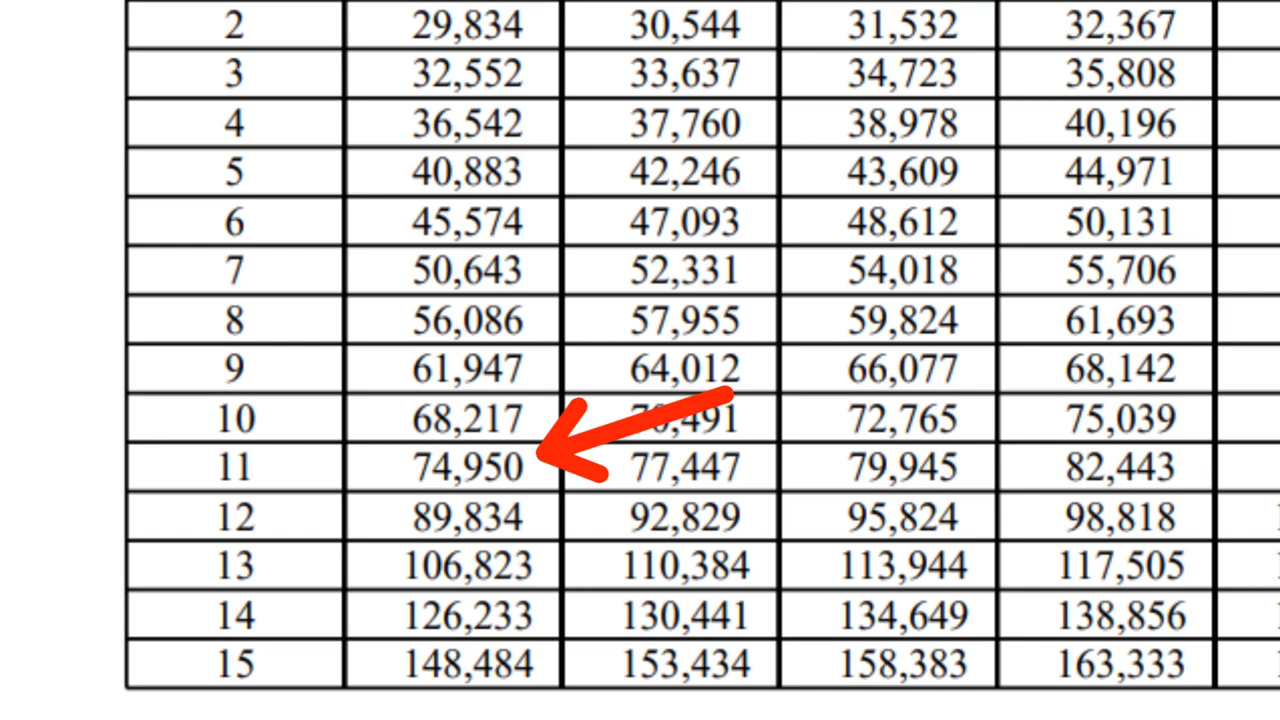 2 29,834 30,544 31,532 32,367
3 32,552 33,637 34,723 35,808
4 36,542 37,760 38,978 40,196
5 40,883 42,246 43,609 44,971
6 45,574 47,093 48,612 50,131
7 50,643 52,331 54,018 55,706
8 56,086 57,955 59,824 61,693
9 61,947 64,012 66,077 68,142
10 68,217 70,491 72,765 75,039
11 74,950 77,447 79,945 82,443
12 89,834 92,829 95,824 98,818
13 106,823 110,384 113,944 117,505
14 126,233 130,441 134,649 138,856
15 148,484 153,434 158,383 163,333